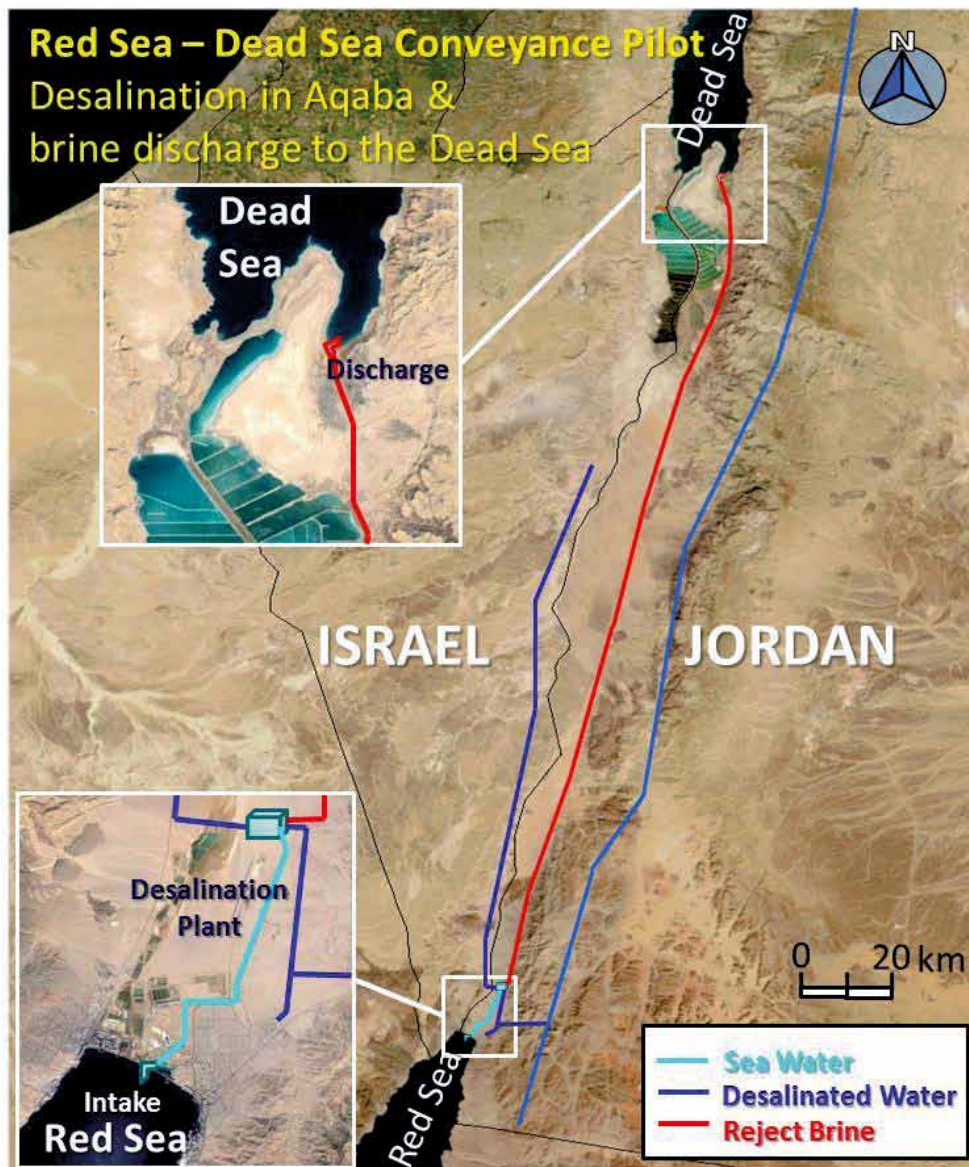 Red Sea – Dead Sea Conveyance Pilot
Desalination in Aqaba &
brine discharge to the Dead Sea
Dead Sea
N
Dead
Sea
Discharge
ISRAEL
JORDAN
Desalination
Plant
Intake
Red Sea
Red Sea
0 20 km
Sea Water
Desalinated Water
Reject Brine